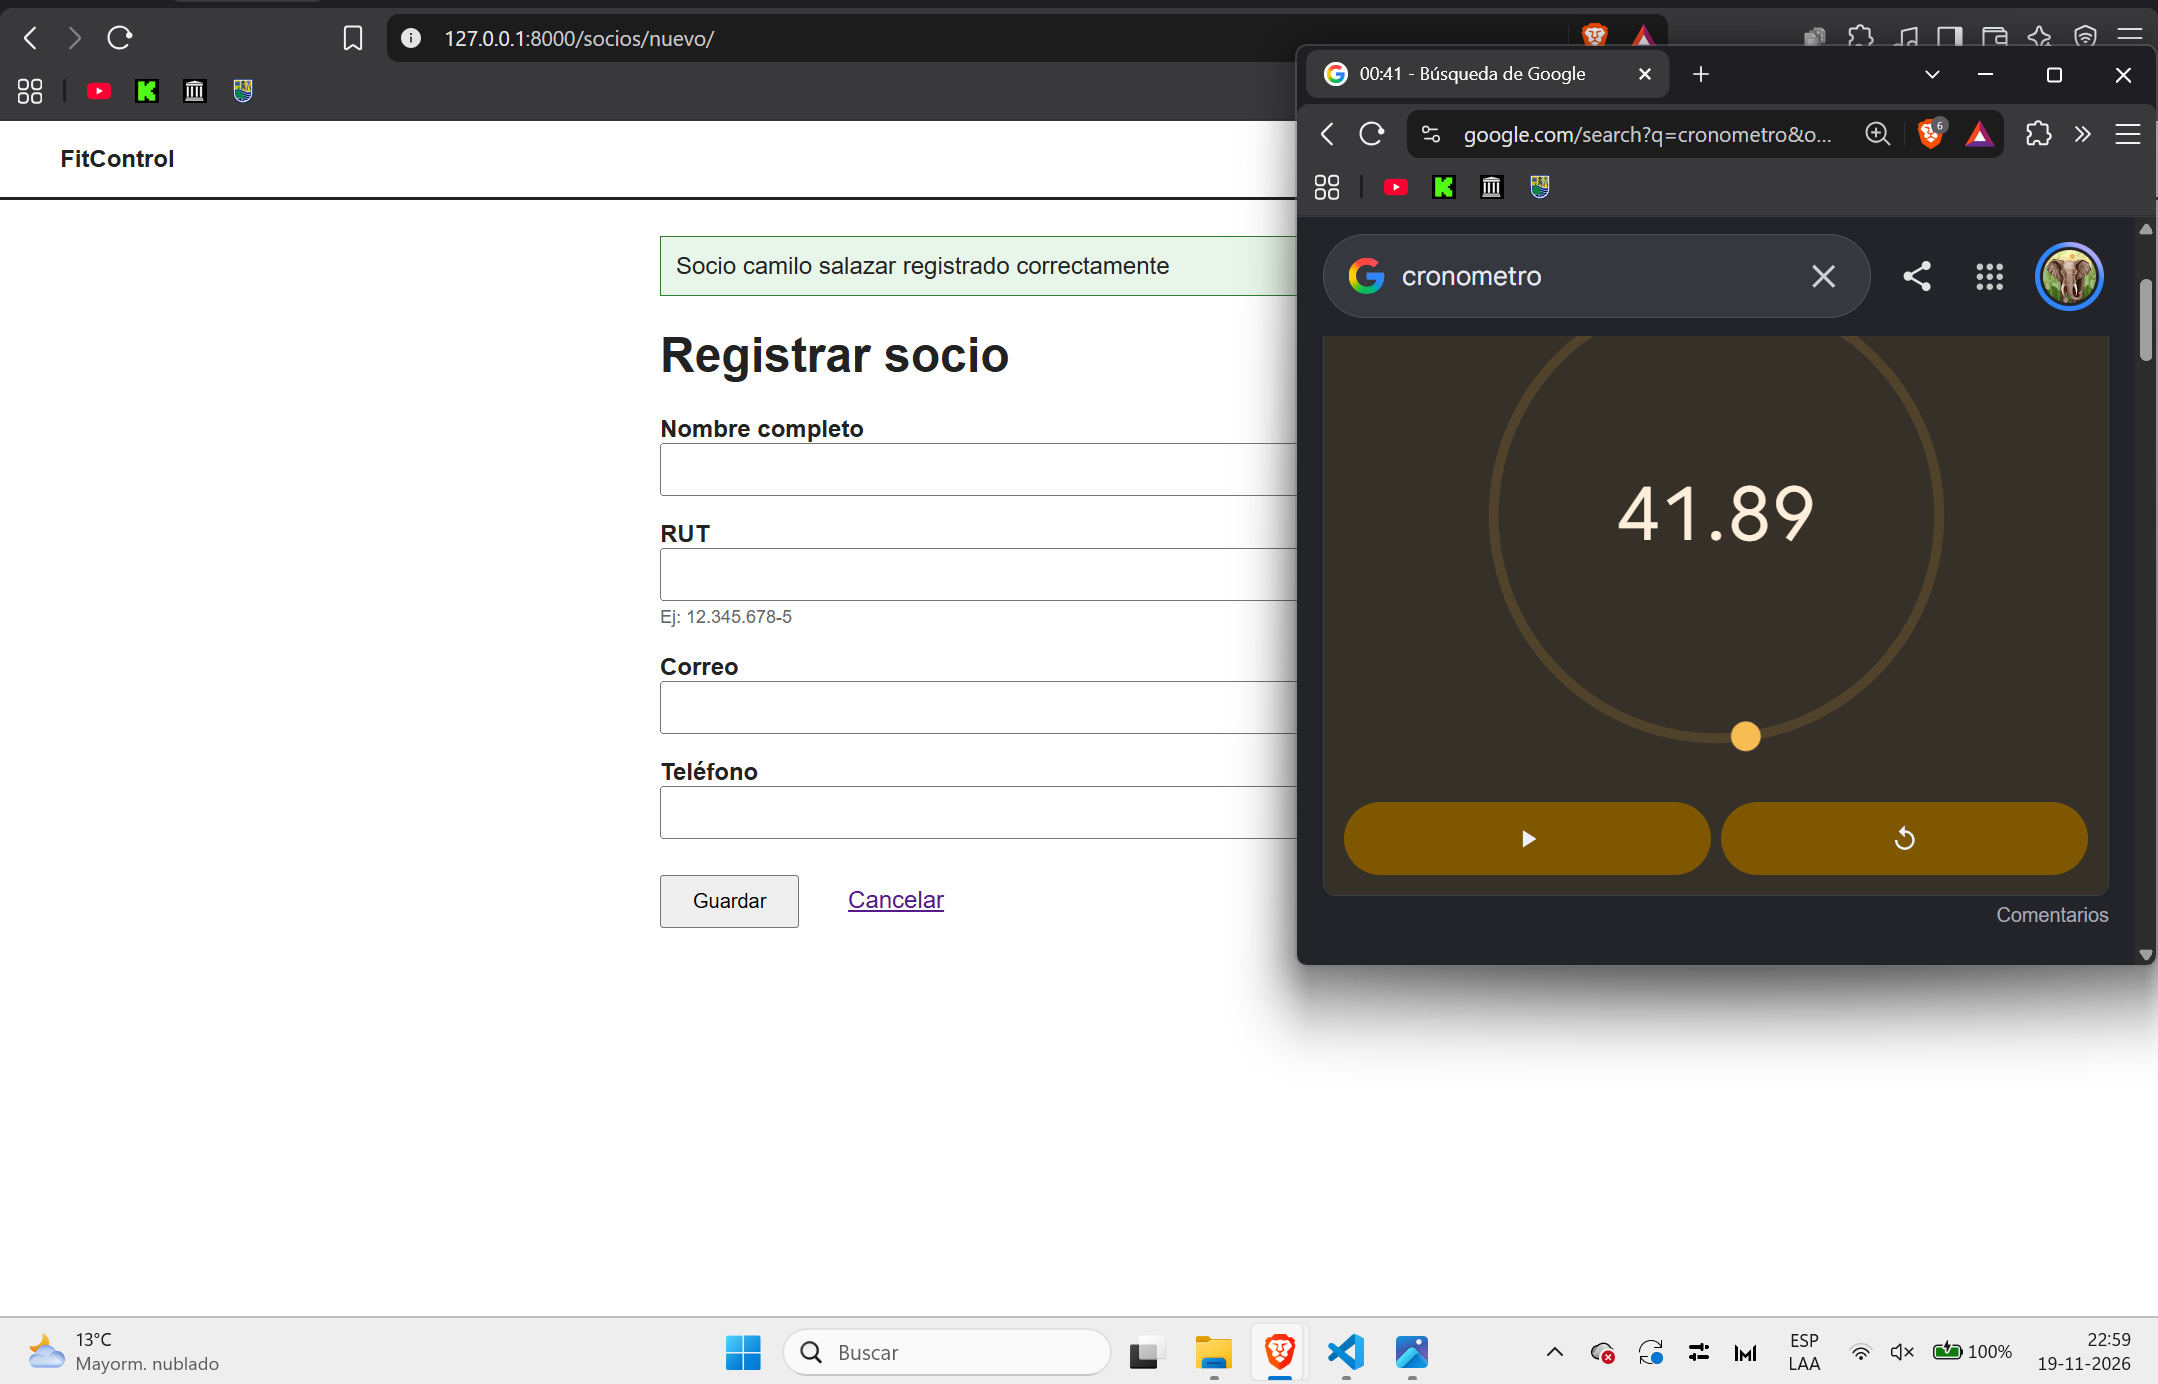 127.0.0.1:8000/socios/nuevo/
FitControl
Socio camilo salazar registrado correctamente
Registrar socio
Nombre completo
RUT
Ej: 12.345.678-5
Correo
Teléfono
Guardar
Cancelar
00:41 - Búsqueda de Google
google.com/search?q=cronometro&o...
6
cronometro
41.89
Comentarios
13°C
Mayorm. nublado
Buscar
ESP
LAA
100%
22:59
19-11-2026